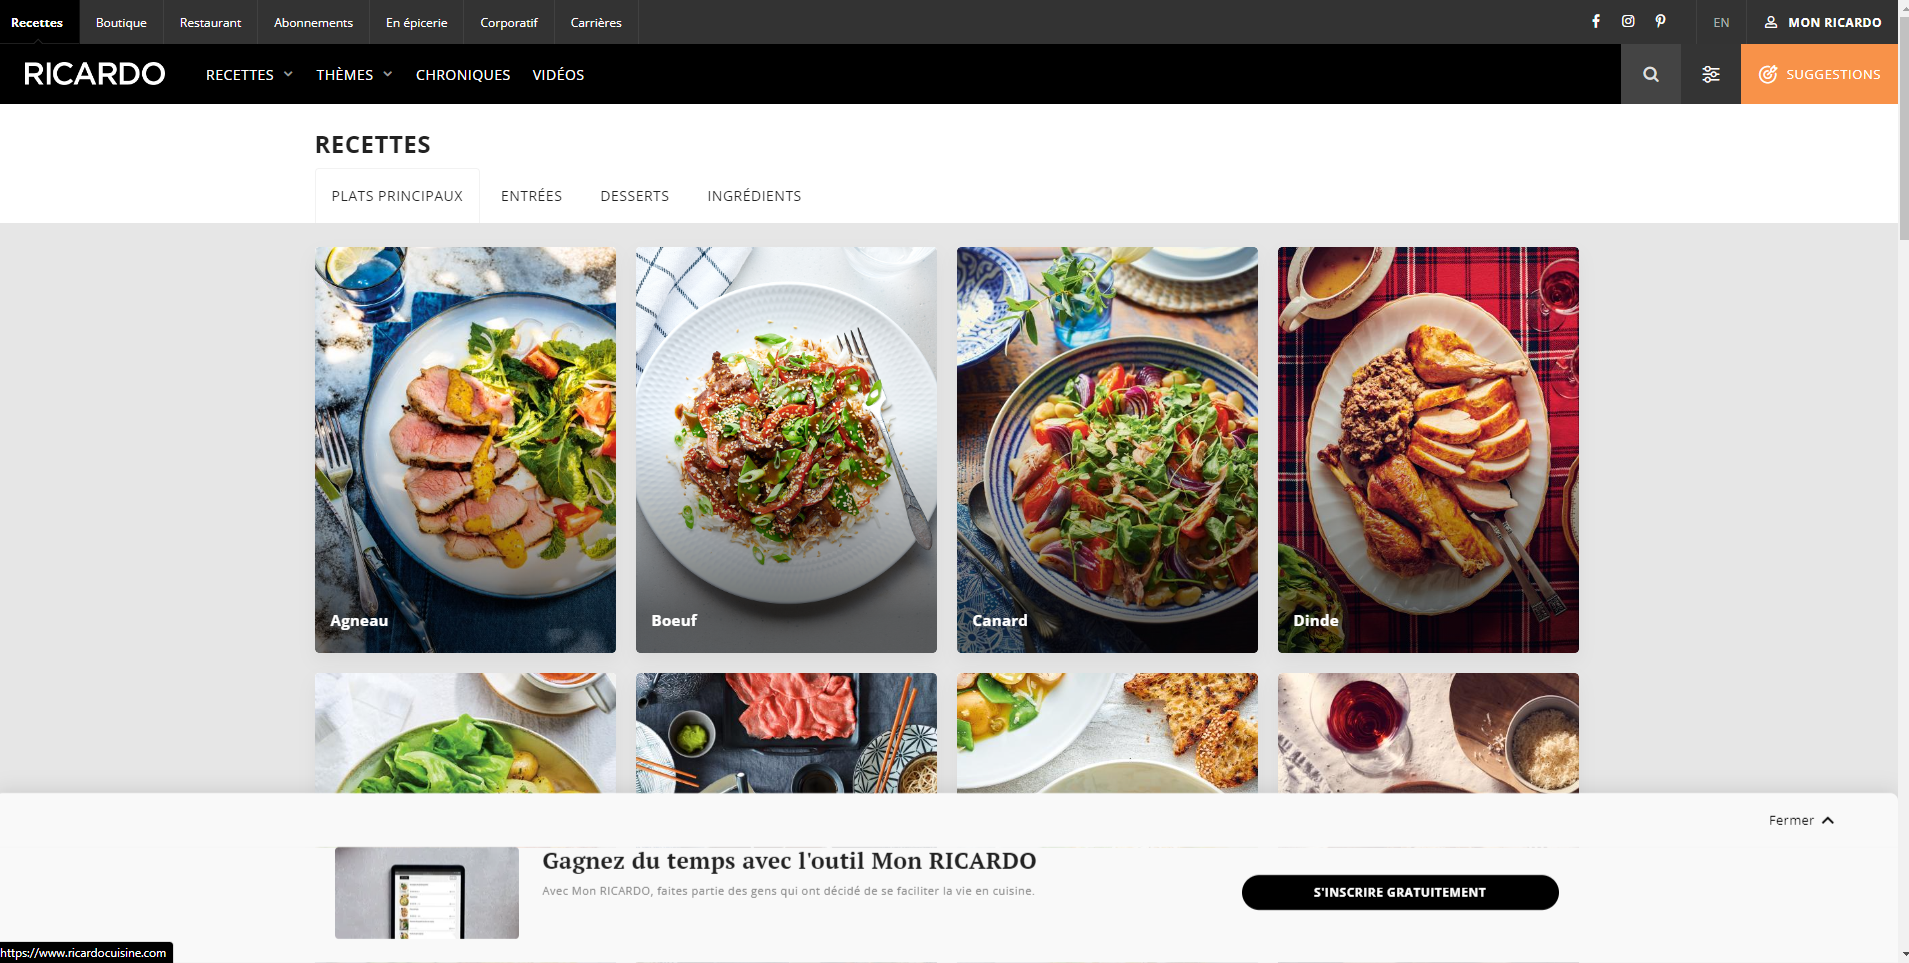 Recettes Boutique Restaurant Abonnements En épicerie Corporatif Carrières EN MON RICARDO
RICARDO RECETTES THÈMES CHRONIQUES VIDÉOS SUGGESTIONS
RECETTES
PLATS PRINCIPAUX ENTRÉES DESSERTS INGRÉDIENTS
Agneau Boeuf Canard Dinde
Fermer
Gagnez du temps avec l'outil Mon RICARDO
Avec Mon RICARDO, faites partie des gens qui ont décidé de se faciliter la vie en cuisine.
S'INSCRIRE GRATUITEMENT
https://www.ricardocuisine.com